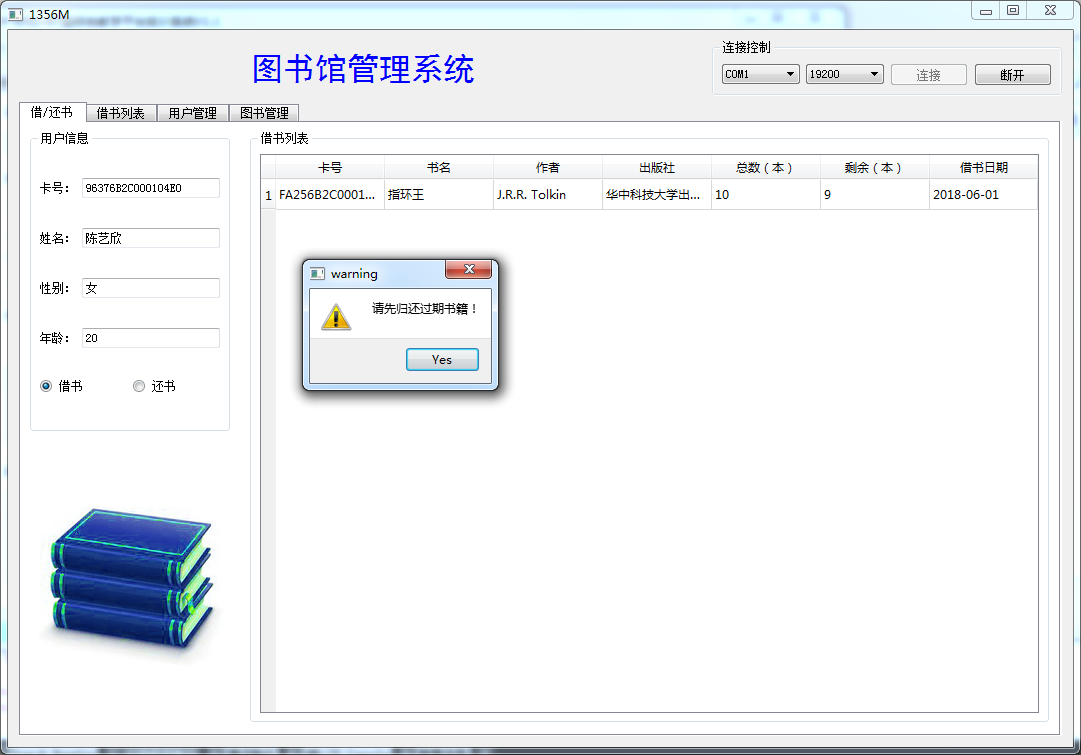 1356M
图书馆管理系统
连接控制
COM1 19200 连接 断开
借/还书 借书列表 用户管理 图书管理
用户信息
卡号： 96376B2C000104E0
姓名： 陈艺欣
性别： 女
年龄： 20
借书 还书
借书列表
卡号 书名 作者 出版社 总数（本） 剩余（本） 借书日期
1 FA256B2C0001... 指环王 J.R.R. Tolkin 华中科技大学出... 10 9 2018-06-01
warning
请先归还过期书籍！
Yes